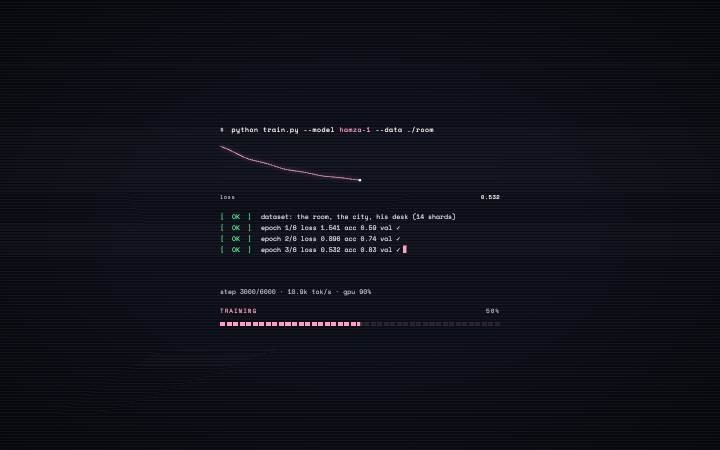 $ python train.py --model hamza-1 --data ./room
loss 0.532
[ OK ] dataset: the room, the city, his desk (14 shards)
[ OK ] epoch 1/6 loss 1.541 acc 0.59 val ✓
[ OK ] epoch 2/6 loss 0.896 acc 0.74 val ✓
[ OK ] epoch 3/6 loss 0.532 acc 0.83 val ✓
step 3000/6000 · 18.9k tok/s · gpu 90%
TRAINING 50%